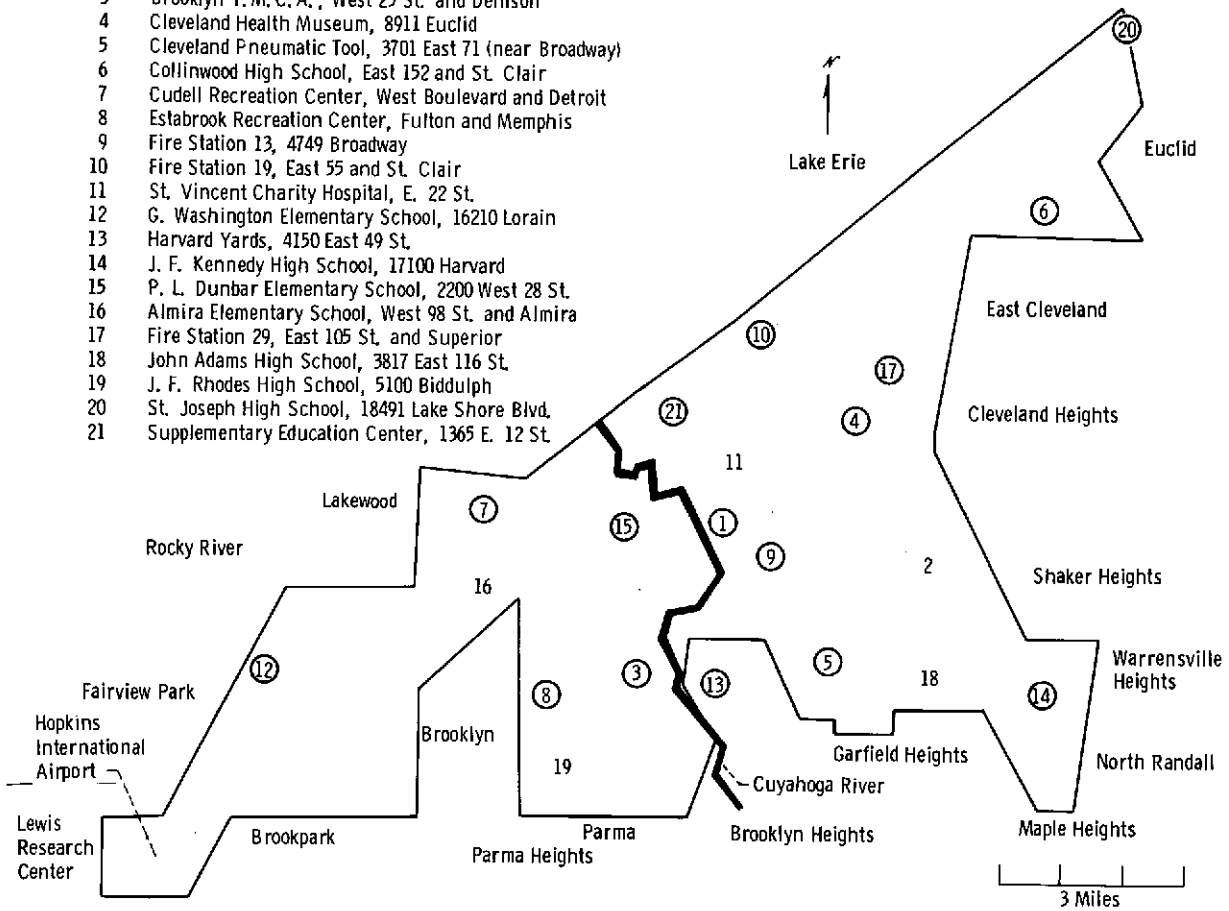 3 Brooklyn Y. M. C. A., West 25 St. and Denison
4 Cleveland Health Museum, 8911 Euclid
5 Cleveland Pneumatic Tool, 3701 East 71 (near Broadway)
6 Collinwood High School, East 152 and St. Clair
7 Cudell Recreation Center, West Boulevard and Detroit
8 Estabrook Recreation Center, Fulton and Memphis
9 Fire Station 13, 4749 Broadway
10 Fire Station 19, East 55 and St. Clair
11 St. Vincent Charity Hospital, E. 22 St.
12 G. Washington Elementary School, 16210 Lorain
13 Harvard Yards, 4150 East 49 St.
14 J. F. Kennedy High School, 17100 Harvard
15 P. L. Dunbar Elementary School, 2200 West 28 St.
16 Almira Elementary School, West 98 St. and Almira
17 Fire Station 29, East 105 St. and Superior
18 John Adams High School, 3817 East 116 St.
19 J. F. Rhodes High School, 5100 Biddulph
20 St. Joseph High School, 18491 Lake Shore Blvd.
21 Supplementary Education Center, 1365 E. 12 St.
20
N
Lake Erie
Euclid
6
East Cleveland
10
17
21
4
Cleveland Heights
11
Lakewood
7
15
1
Rocky River
9
16
2
Shaker Heights
12
3
5
Warrensville
Heights
Fairview Park
8
13
18
14
Hopkins
International
Airport
Brooklyn
19
Garfield Heights
North Randall
Cuyahoga River
Lewis
Research
Center
Brookpark
Parma
Brooklyn Heights
Maple Heights
Parma Heights
3 Miles